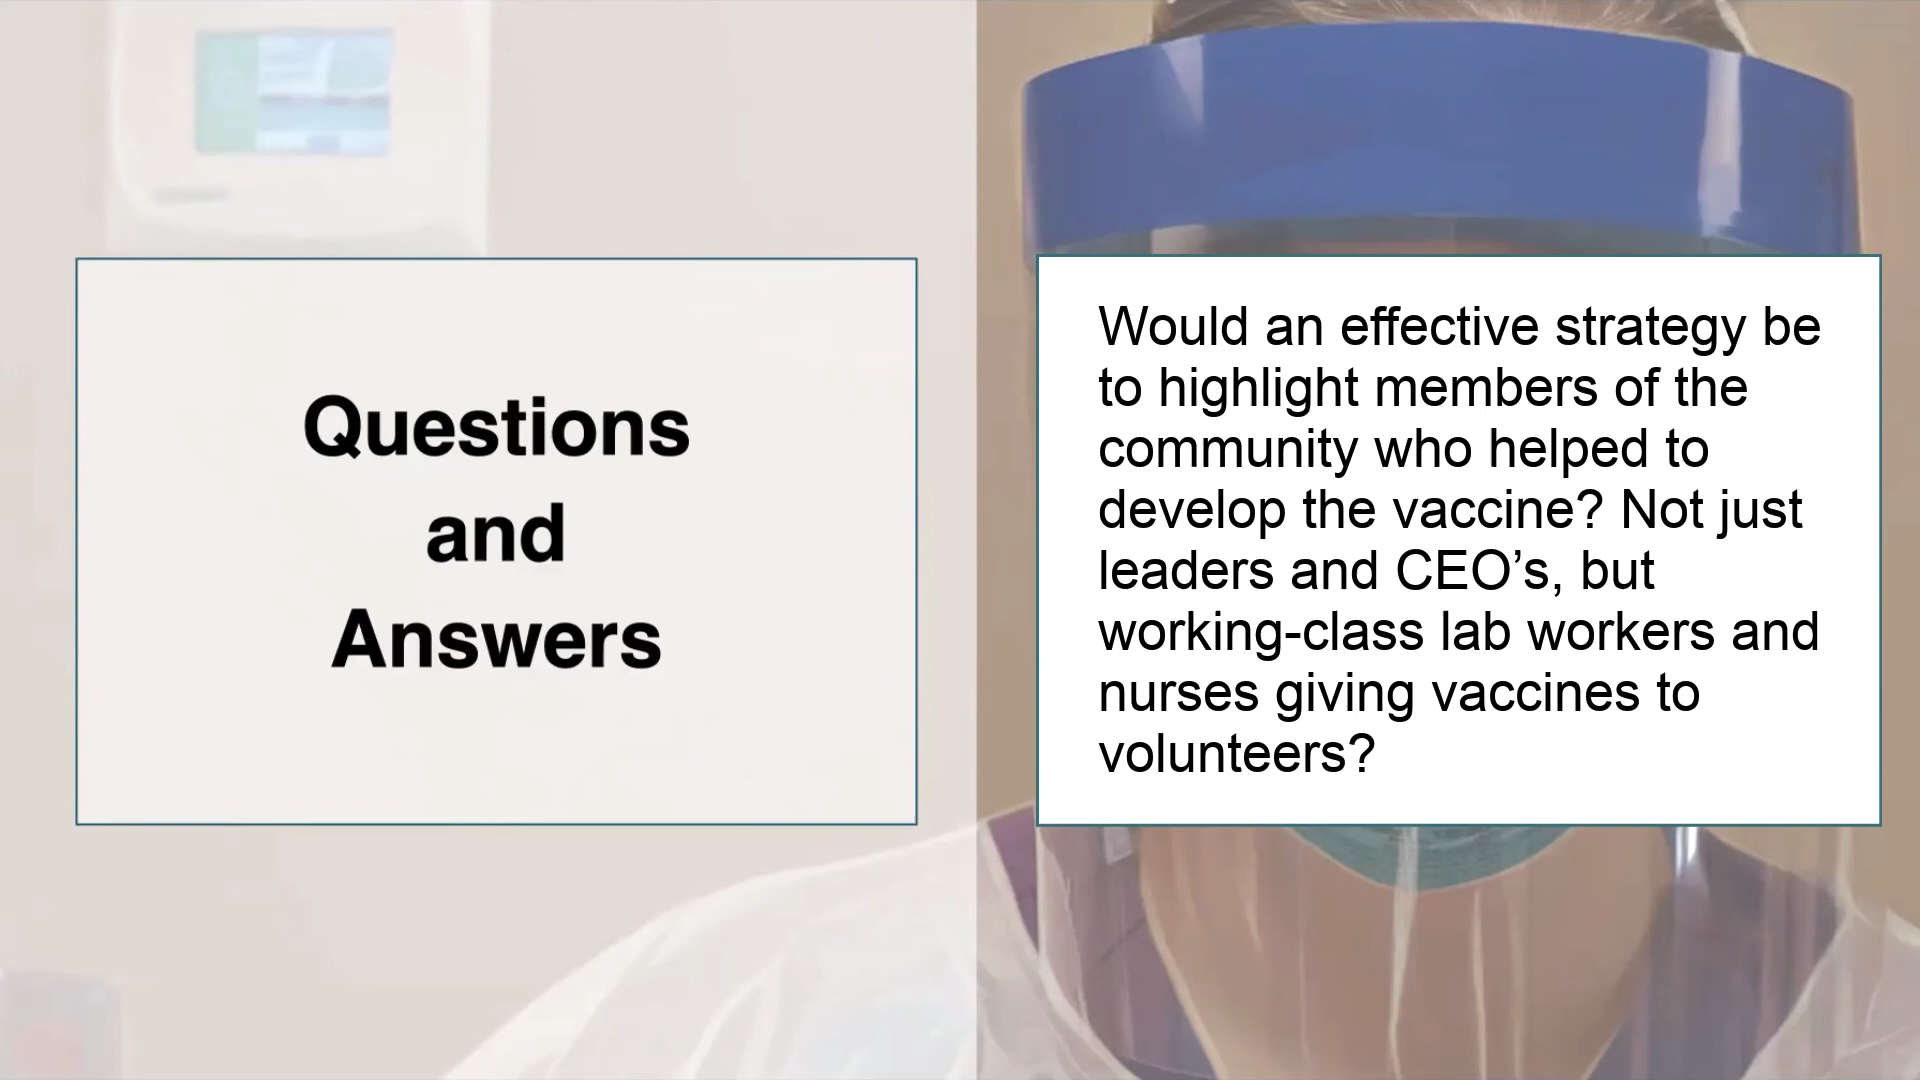 Questions
and
Answers
Would an effective strategy be
to highlight members of the
community who helped to
develop the vaccine? Not just
leaders and CEO’s, but
working-class lab workers and
nurses giving vaccines to
volunteers?